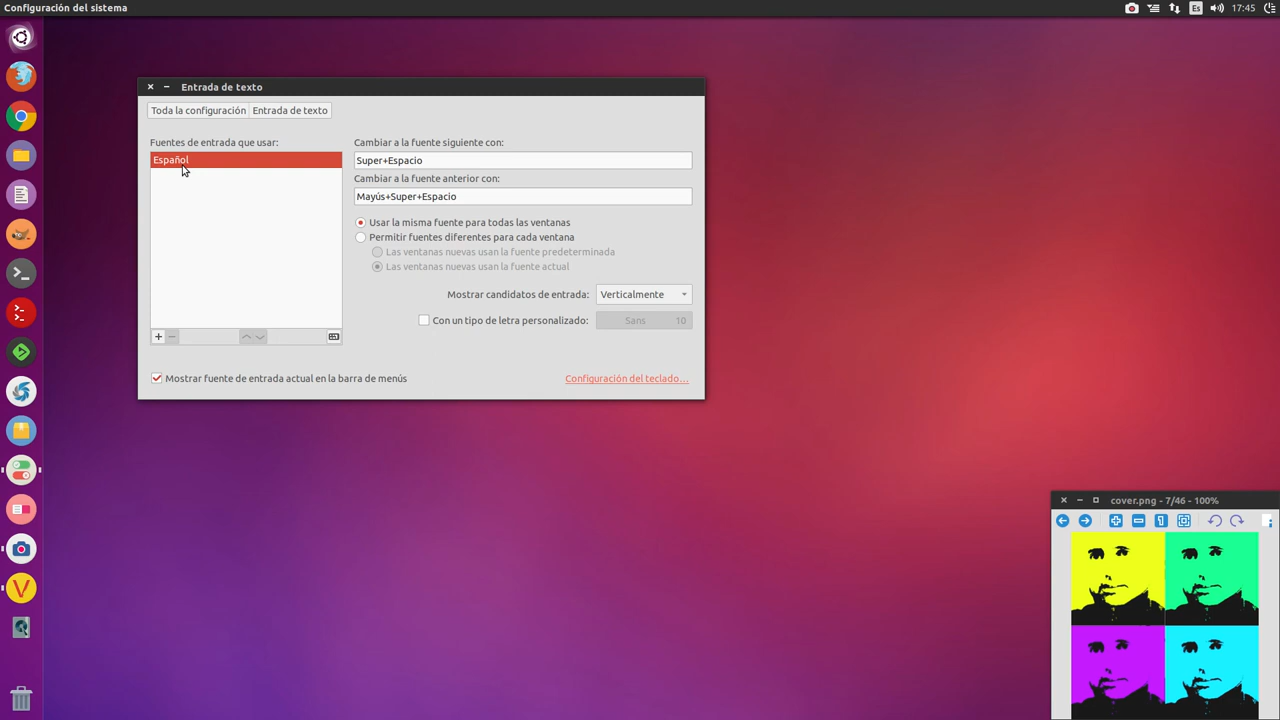 Configuración del sistema
Es
17:45
Entrada de texto
Toda la configuración
Entrada de texto
Fuentes de entrada que usar:
Español
Cambiar a la fuente siguiente con:
Super+Espacio
Cambiar a la fuente anterior con:
Mayús+Super+Espacio
Usar la misma fuente para todas las ventanas
Permitir fuentes diferentes para cada ventana
Las ventanas nuevas usan la fuente predeterminada
Las ventanas nuevas usan la fuente actual
Mostrar candidatos de entrada:
Verticalmente
Con un tipo de letra personalizado:
Sans 10
Mostrar fuente de entrada actual en la barra de menús
Configuración del teclado...
cover.png - 7/46 - 100%